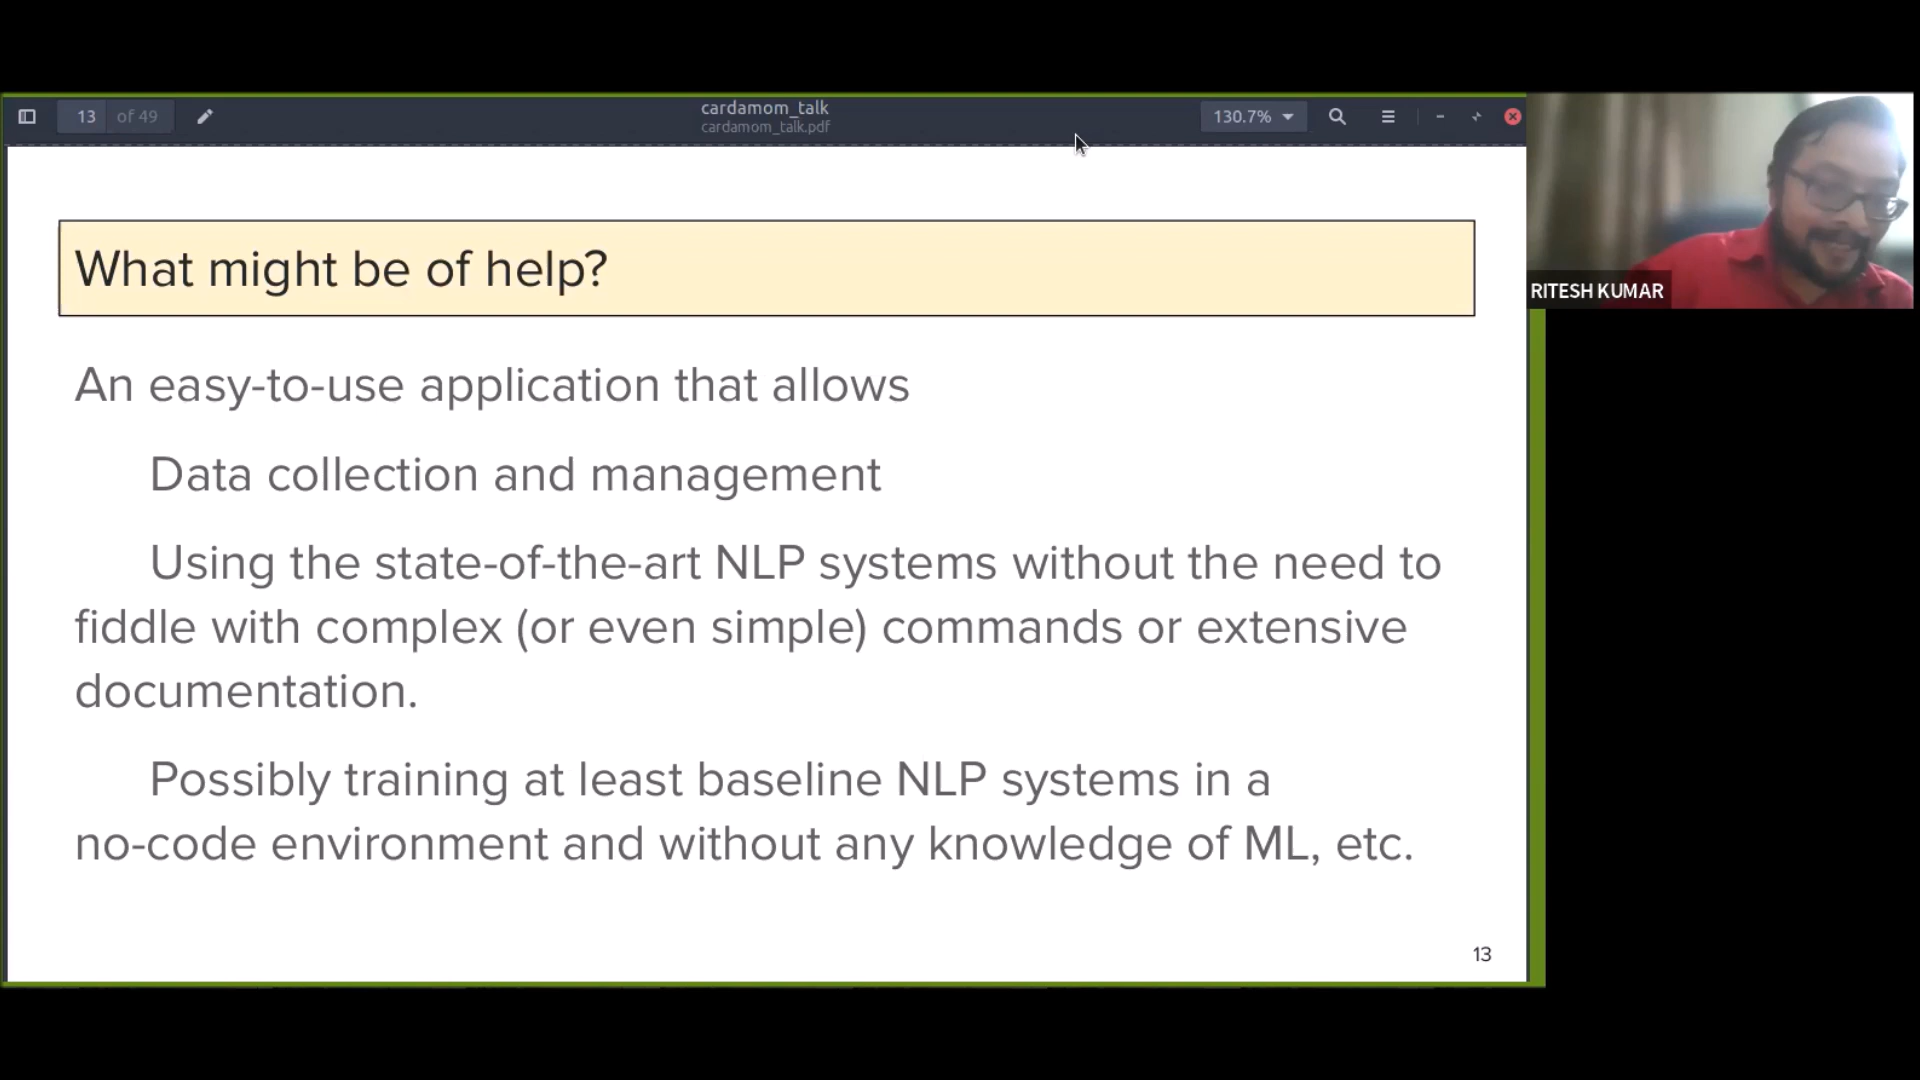 13 of 49
cardamom_talk
cardamom_talk.pdf
130.7%
What might be of help?
An easy-to-use application that allows
Data collection and management
Using the state-of-the-art NLP systems without the need to
fiddle with complex (or even simple) commands or extensive
documentation.
Possibly training at least baseline NLP systems in a
no-code environment and without any knowledge of ML, etc.
13
RITESH KUMAR